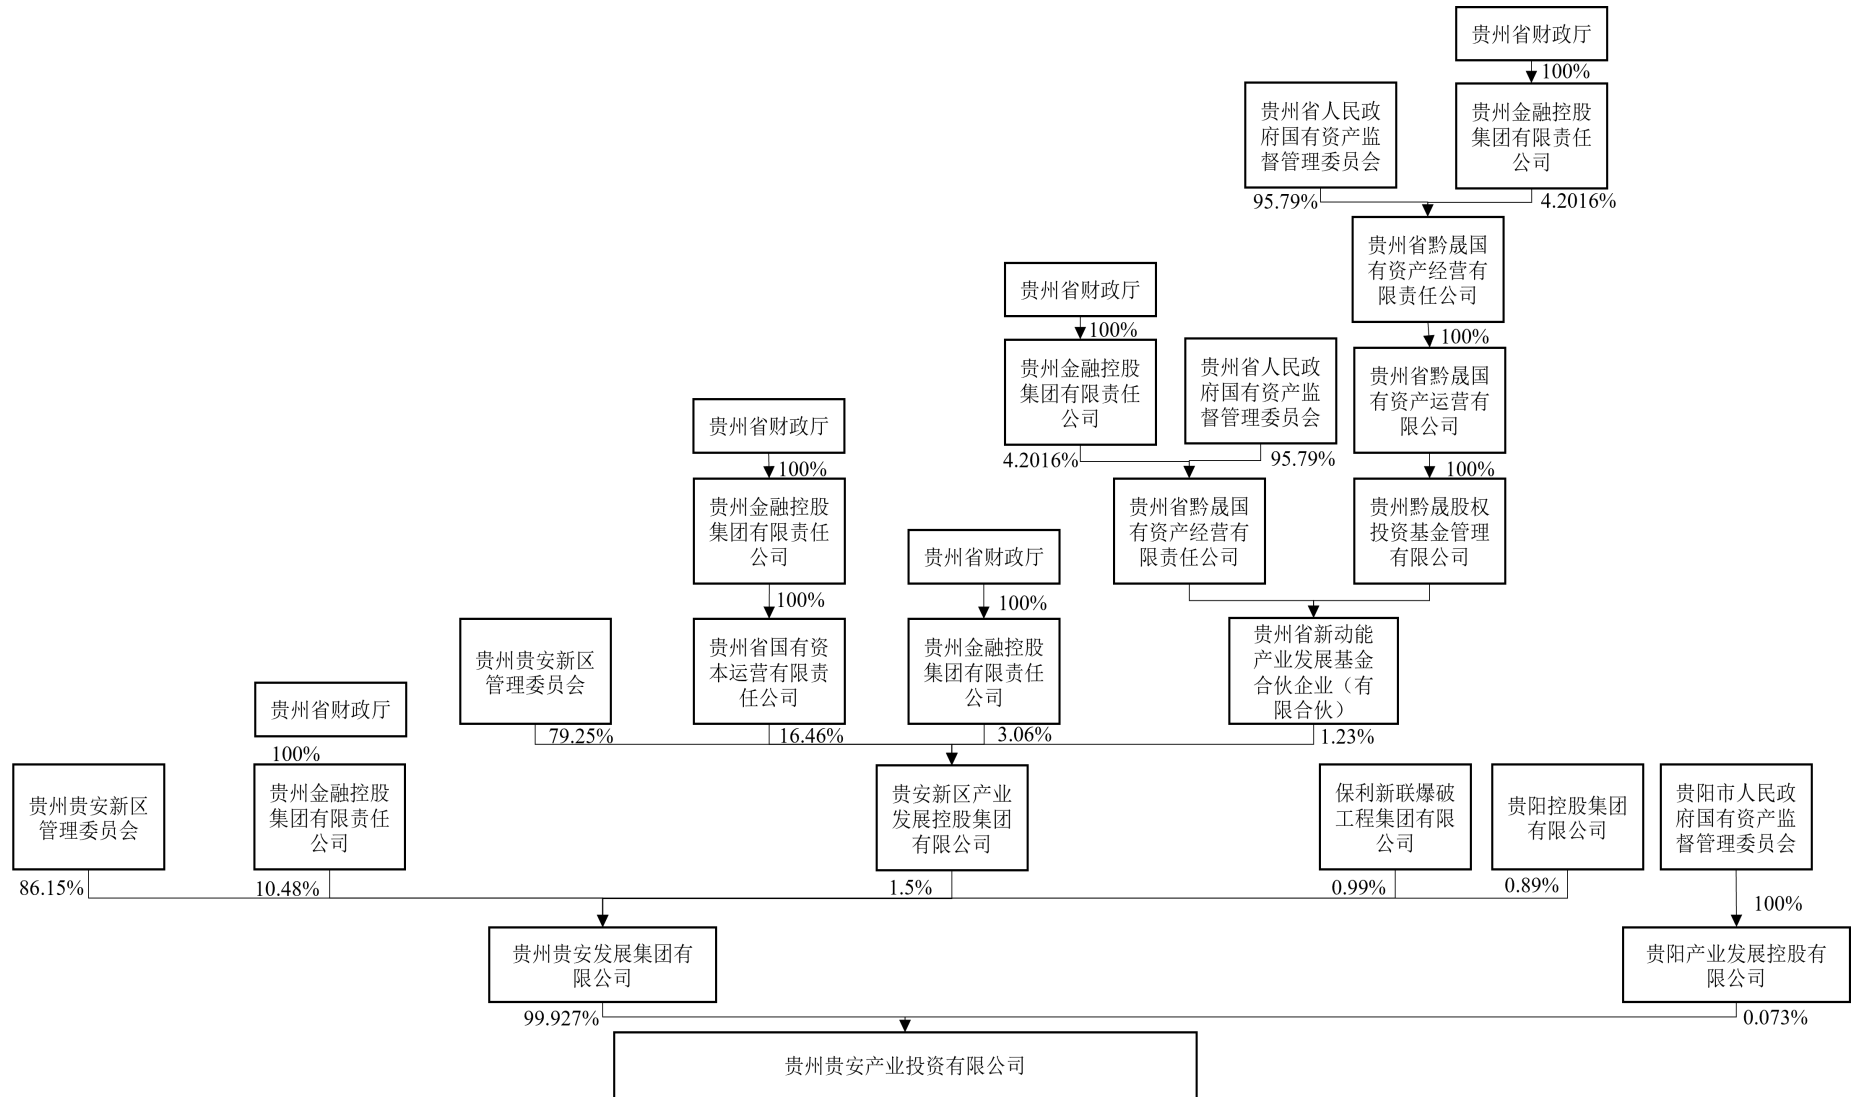 贵州省财政厅
100%
贵州省人民政
府国有资产监
督管理委员会
贵州金融控股
集团有限责任
公司
95.79%
4.2016%
贵州省黔晟国
有资产经营有
限责任公司
贵州省财政厅
100%
100%
贵州金融控股
集团有限责任
公司
贵州省人民政
府国有资产监
督管理委员会
贵州省黔晟国
有资产运营有
限公司
贵州省财政厅
4.2016%
95.79%
100%
100%
贵州金融控股
集团有限责任
公司
贵州省黔晟国
有资产经营有
限责任公司
贵州黔晟股权
投资基金管理
有限公司
贵州省财政厅
100%
100%
贵州贵安新区
管理委员会
贵州省国有资
本运营有限责
任公司
贵州金融控股
集团有限责任
公司
贵州省新动能
产业发展基金
合伙企业（有
限合伙）
贵州省财政厅
79.25%
16.46%
3.06%
1.23%
100%
贵州贵安新区
管理委员会
贵州金融控股
集团有限责任
公司
贵安新区产业
发展控股集团
有限公司
保利新联爆破
工程集团有限
公司
贵阳控股集团
有限公司
贵阳市人民政
府国有资产监
督管理委员会
86.15%
10.48%
1.5%
0.99%
0.89%
100%
贵州贵安发展集团有
限公司
贵阳产业发展控股有
限公司
99.927%
0.073%
贵州贵安产业投资有限公司